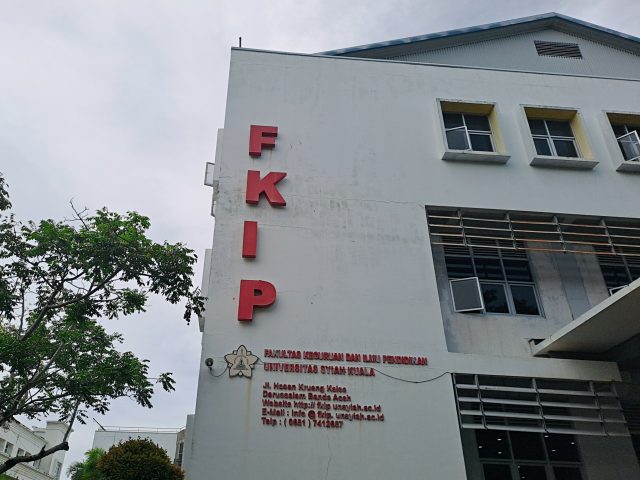 FKIP
FAKULTAS KEGURUAN DAN ILMU PENDIDIKAN
UNIVERSITAS SYIAH KUALA
Jl. Hasan Krueng Kalee
Darussalam Banda Aceh
Website http:// fkip. unsyiah.ac.id
E-Mail : info @ fkip. unsyiah.ac.id
Telp : ( 0651 ) 7412657